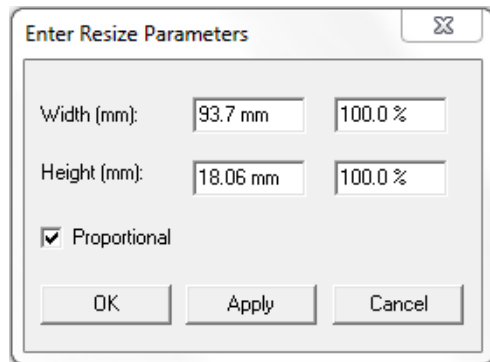 Enter Resize Parameters
Width (mm): 93.7 mm 100.0 %
Height (mm): 18.06 mm 100.0 %
Proportional
OK Apply Cancel